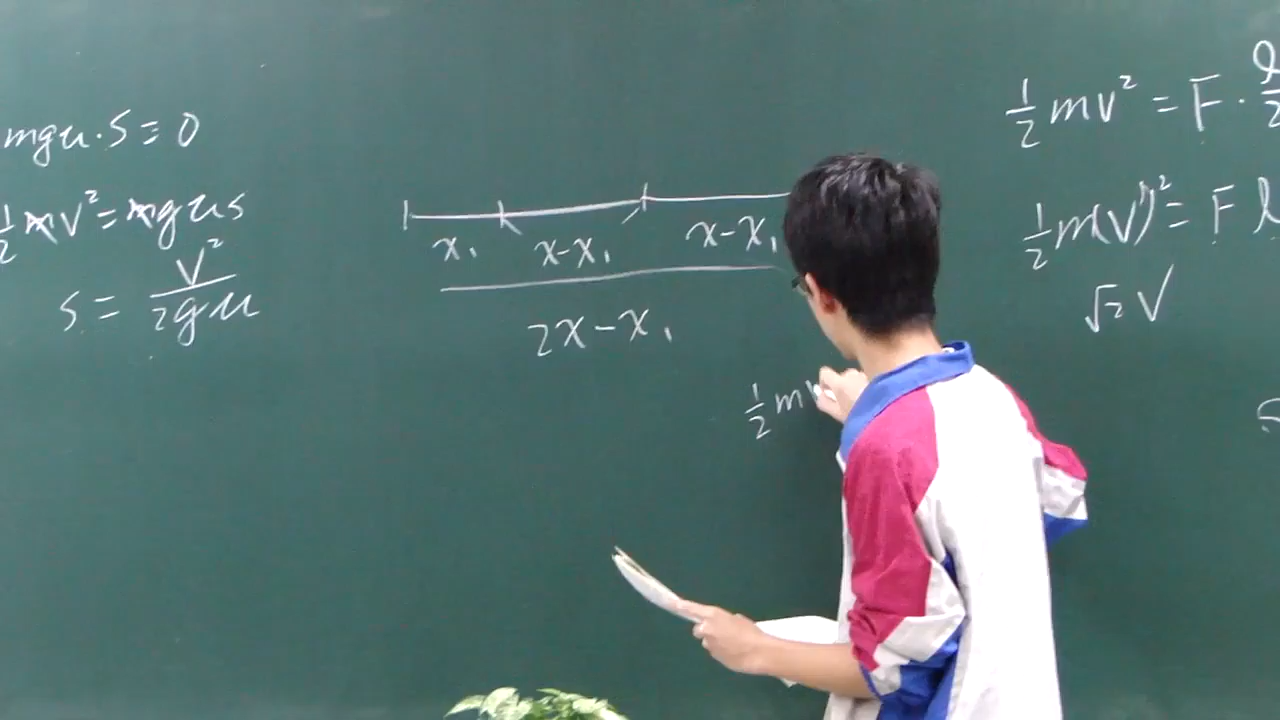 mgu·s=0
½mv²=mgus
s=v²/2gu
x₁ x-x₁ x-x₁
2x-x₁
½m
½mv²=F·l/2
½m(v')²=Fl
√2 v